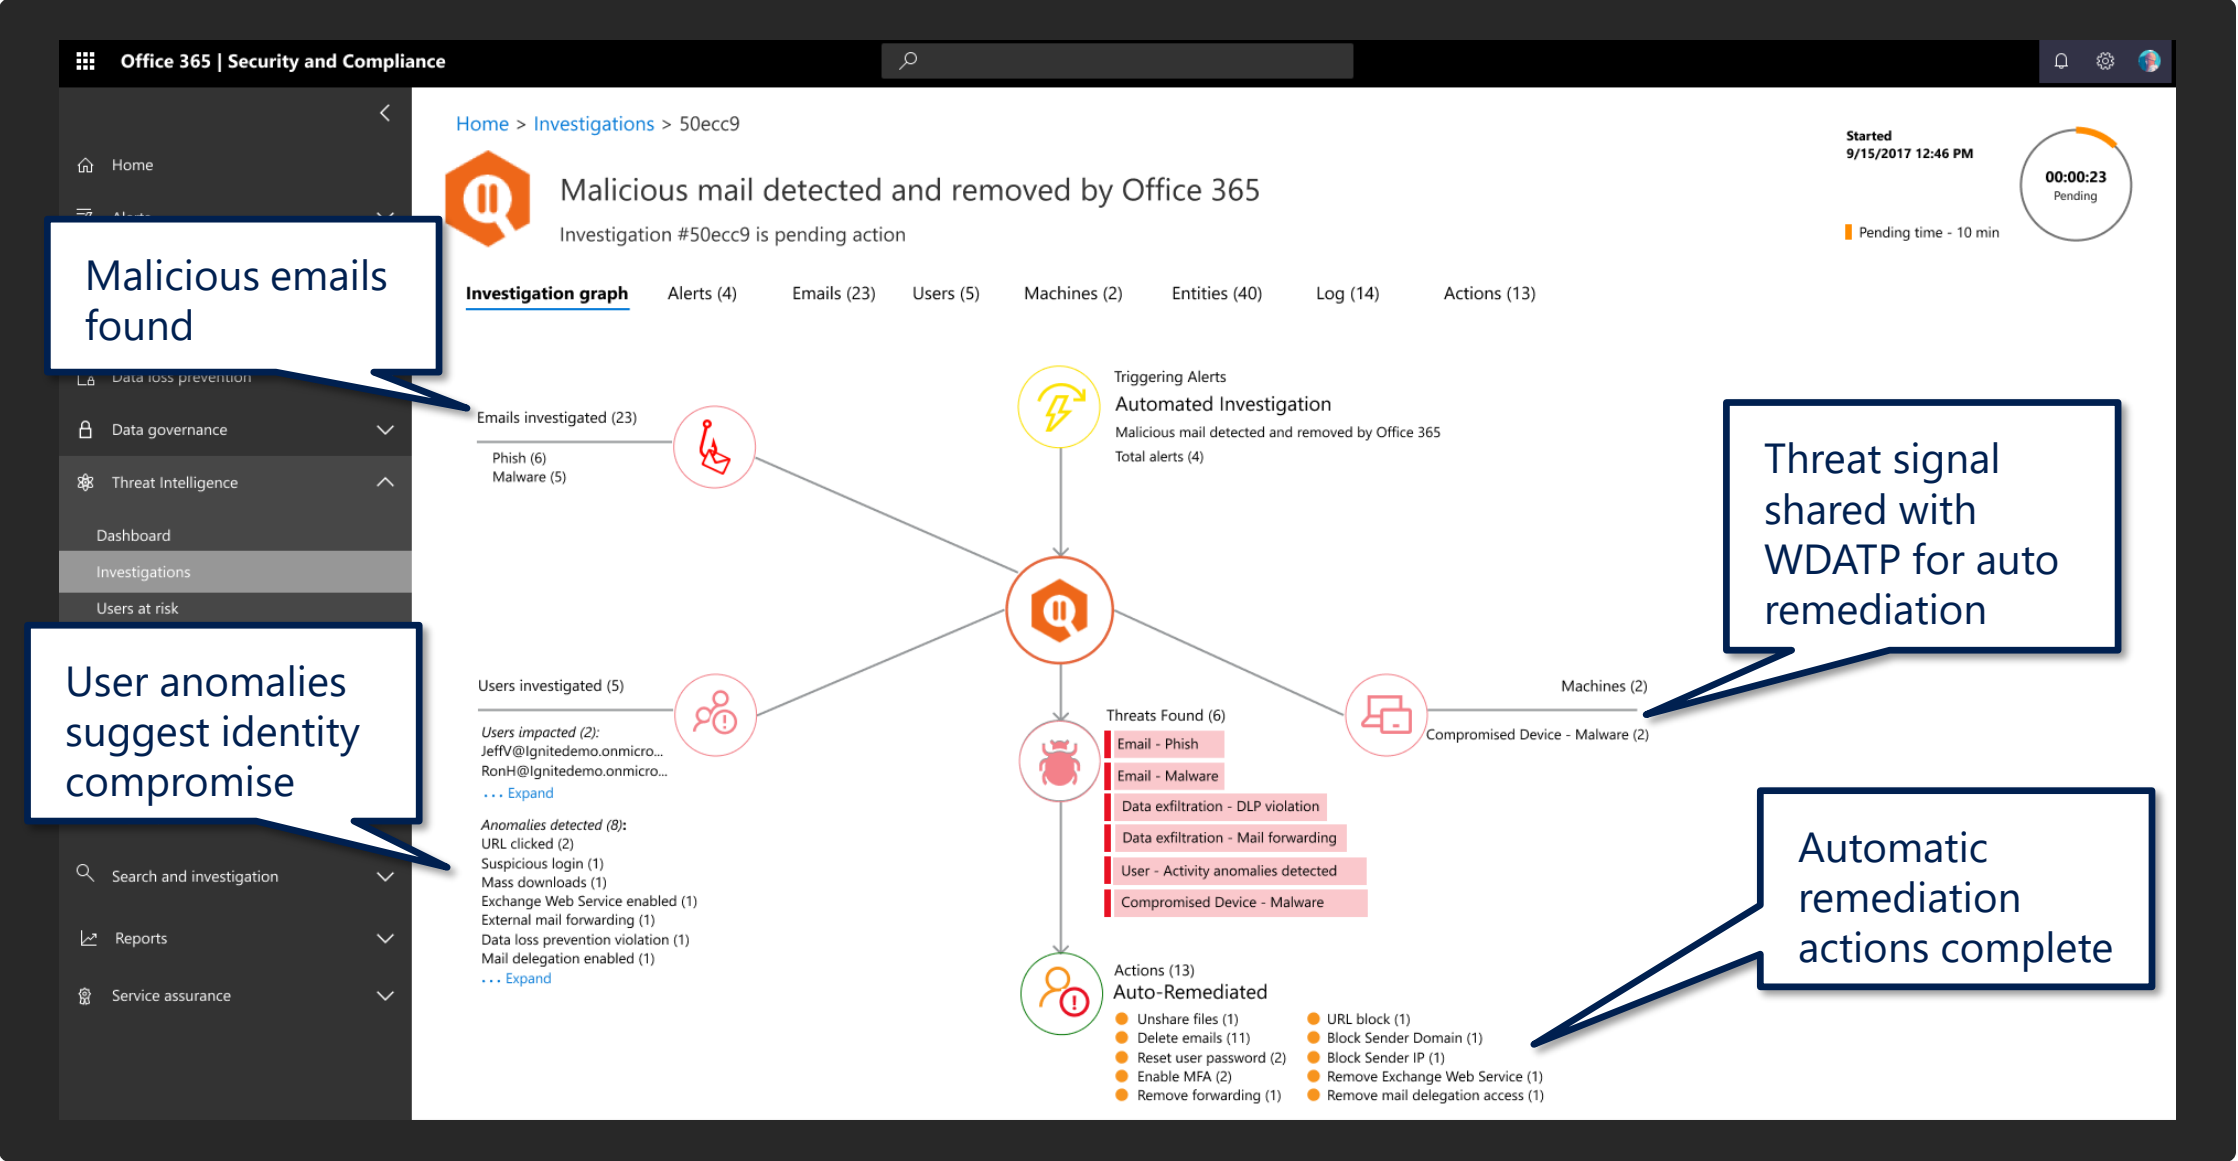 Office 365 | Security and Compliance
Home > Investigations > 50ecc9
Malicious mail detected and removed by Office 365
Investigation #50ecc9 is pending action
Started
9/15/2017 12:46 PM
Pending time - 10 min
00:00:23
Pending
Home
Data loss prevention
Data governance
Threat Intelligence
Dashboard
Investigations
Users at risk
Search and investigation
Reports
Service assurance
Malicious emails
found
User anomalies
suggest identity
compromise
Investigation graph
Alerts (4)
Emails (23)
Users (5)
Machines (2)
Entities (40)
Log (14)
Actions (13)
Emails investigated (23)
Phish (6)
Malware (5)
Triggering Alerts
Automated Investigation
Malicious mail detected and removed by Office 365
Total alerts (4)
Users investigated (5)
Users impacted (2):
JeffV@Ignitedemo.onmicro...
RonH@Ignitedemo.onmicro...
... Expand
Anomalies detected (8):
URL clicked (2)
Suspicious login (1)
Mass downloads (1)
Exchange Web Service enabled (1)
External mail forwarding (1)
Data loss prevention violation (1)
Mail delegation enabled (1)
... Expand
Threats Found (6)
Email - Phish
Email - Malware
Data exfiltration - DLP violation
Data exfiltration - Mail forwarding
User - Activity anomalies detected
Compromised Device - Malware
Machines (2)
Compromised Device - Malware (2)
Threat signal
shared with
WDATP for auto
remediation
Automatic
remediation
actions complete
Actions (13)
Auto-Remediated
Unshare files (1)
Delete emails (11)
Reset user password (2)
Enable MFA (2)
Remove forwarding (1)
URL block (1)
Block Sender Domain (1)
Block Sender IP (1)
Remove Exchange Web Service (1)
Remove mail delegation access (1)